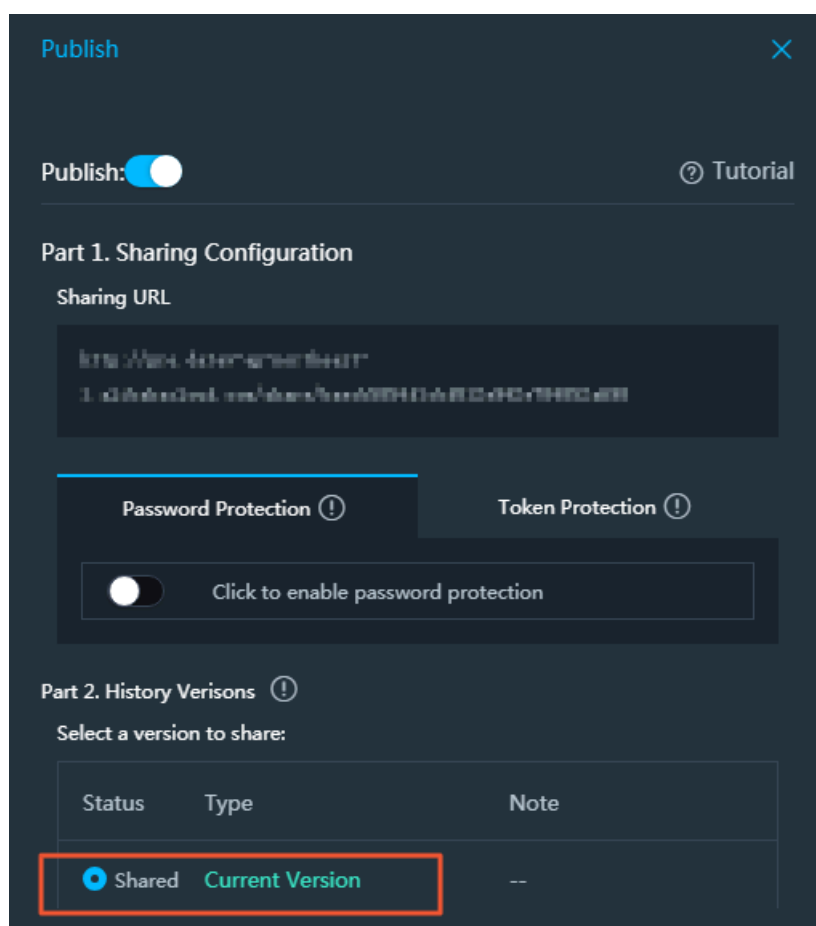 Publish
Publish:
Tutorial
Part 1. Sharing Configuration
Sharing URL
Password Protection
Token Protection
Click to enable password protection
Part 2. History Verisons
Select a version to share:
Status Type Note
Shared Current Version --